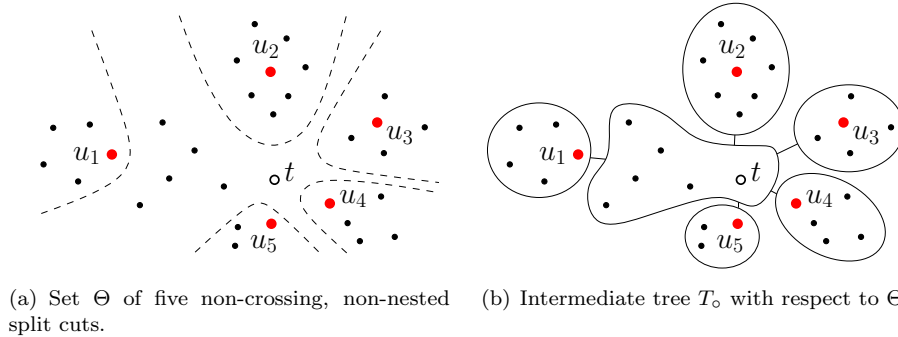 u₂
u₃
u₁
t
u₄
u₅
(a) Set Θ of five non-crossing, non-nested
split cuts.
u₂
u₃
u₁
t
u₄
u₅
(b) Intermediate tree T∘ with respect to Θ